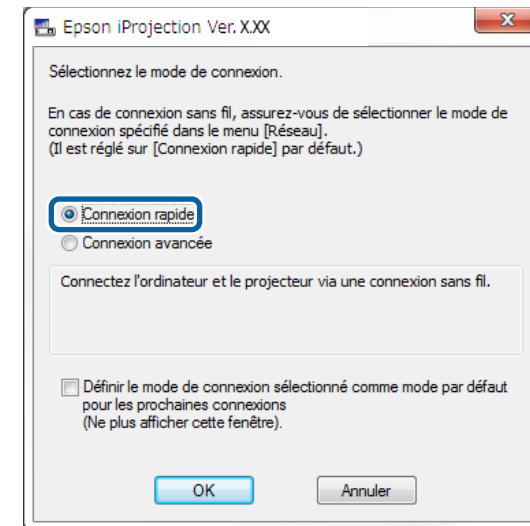 Epson iProjection Ver. X.XX
Sélectionnez le mode de connexion.
En cas de connexion sans fil, assurez-vous de sélectionner le mode de
connexion spécifié dans le menu [Réseau].
(Il est réglé sur [Connexion rapide] par défaut.)
Connexion rapide
Connexion avancée
Connectez l'ordinateur et le projecteur via une connexion sans fil.
Définir le mode de connexion sélectionné comme mode par défaut
pour les prochaines connexions
(Ne plus afficher cette fenêtre).
OK
Annuler